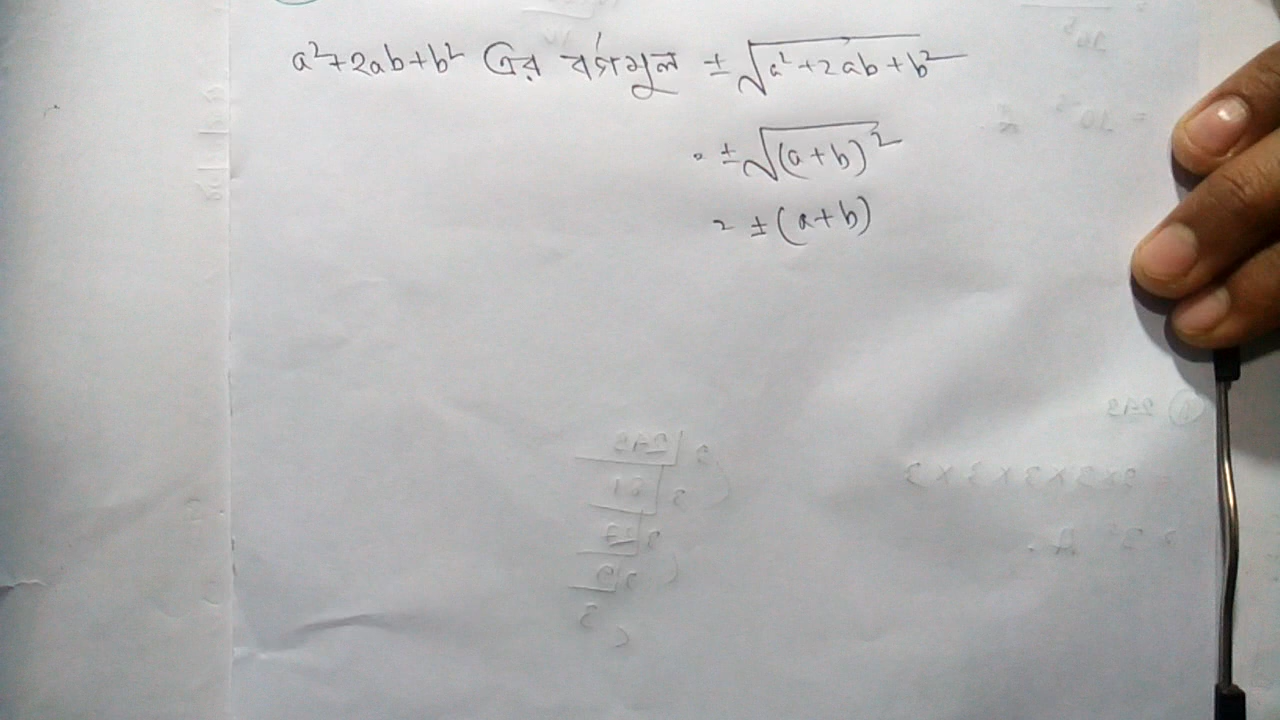 a²+2ab+b² এর বর্গমূল ±√a²+2ab+b²
= ±√(a+b)²
= ±(a+b)